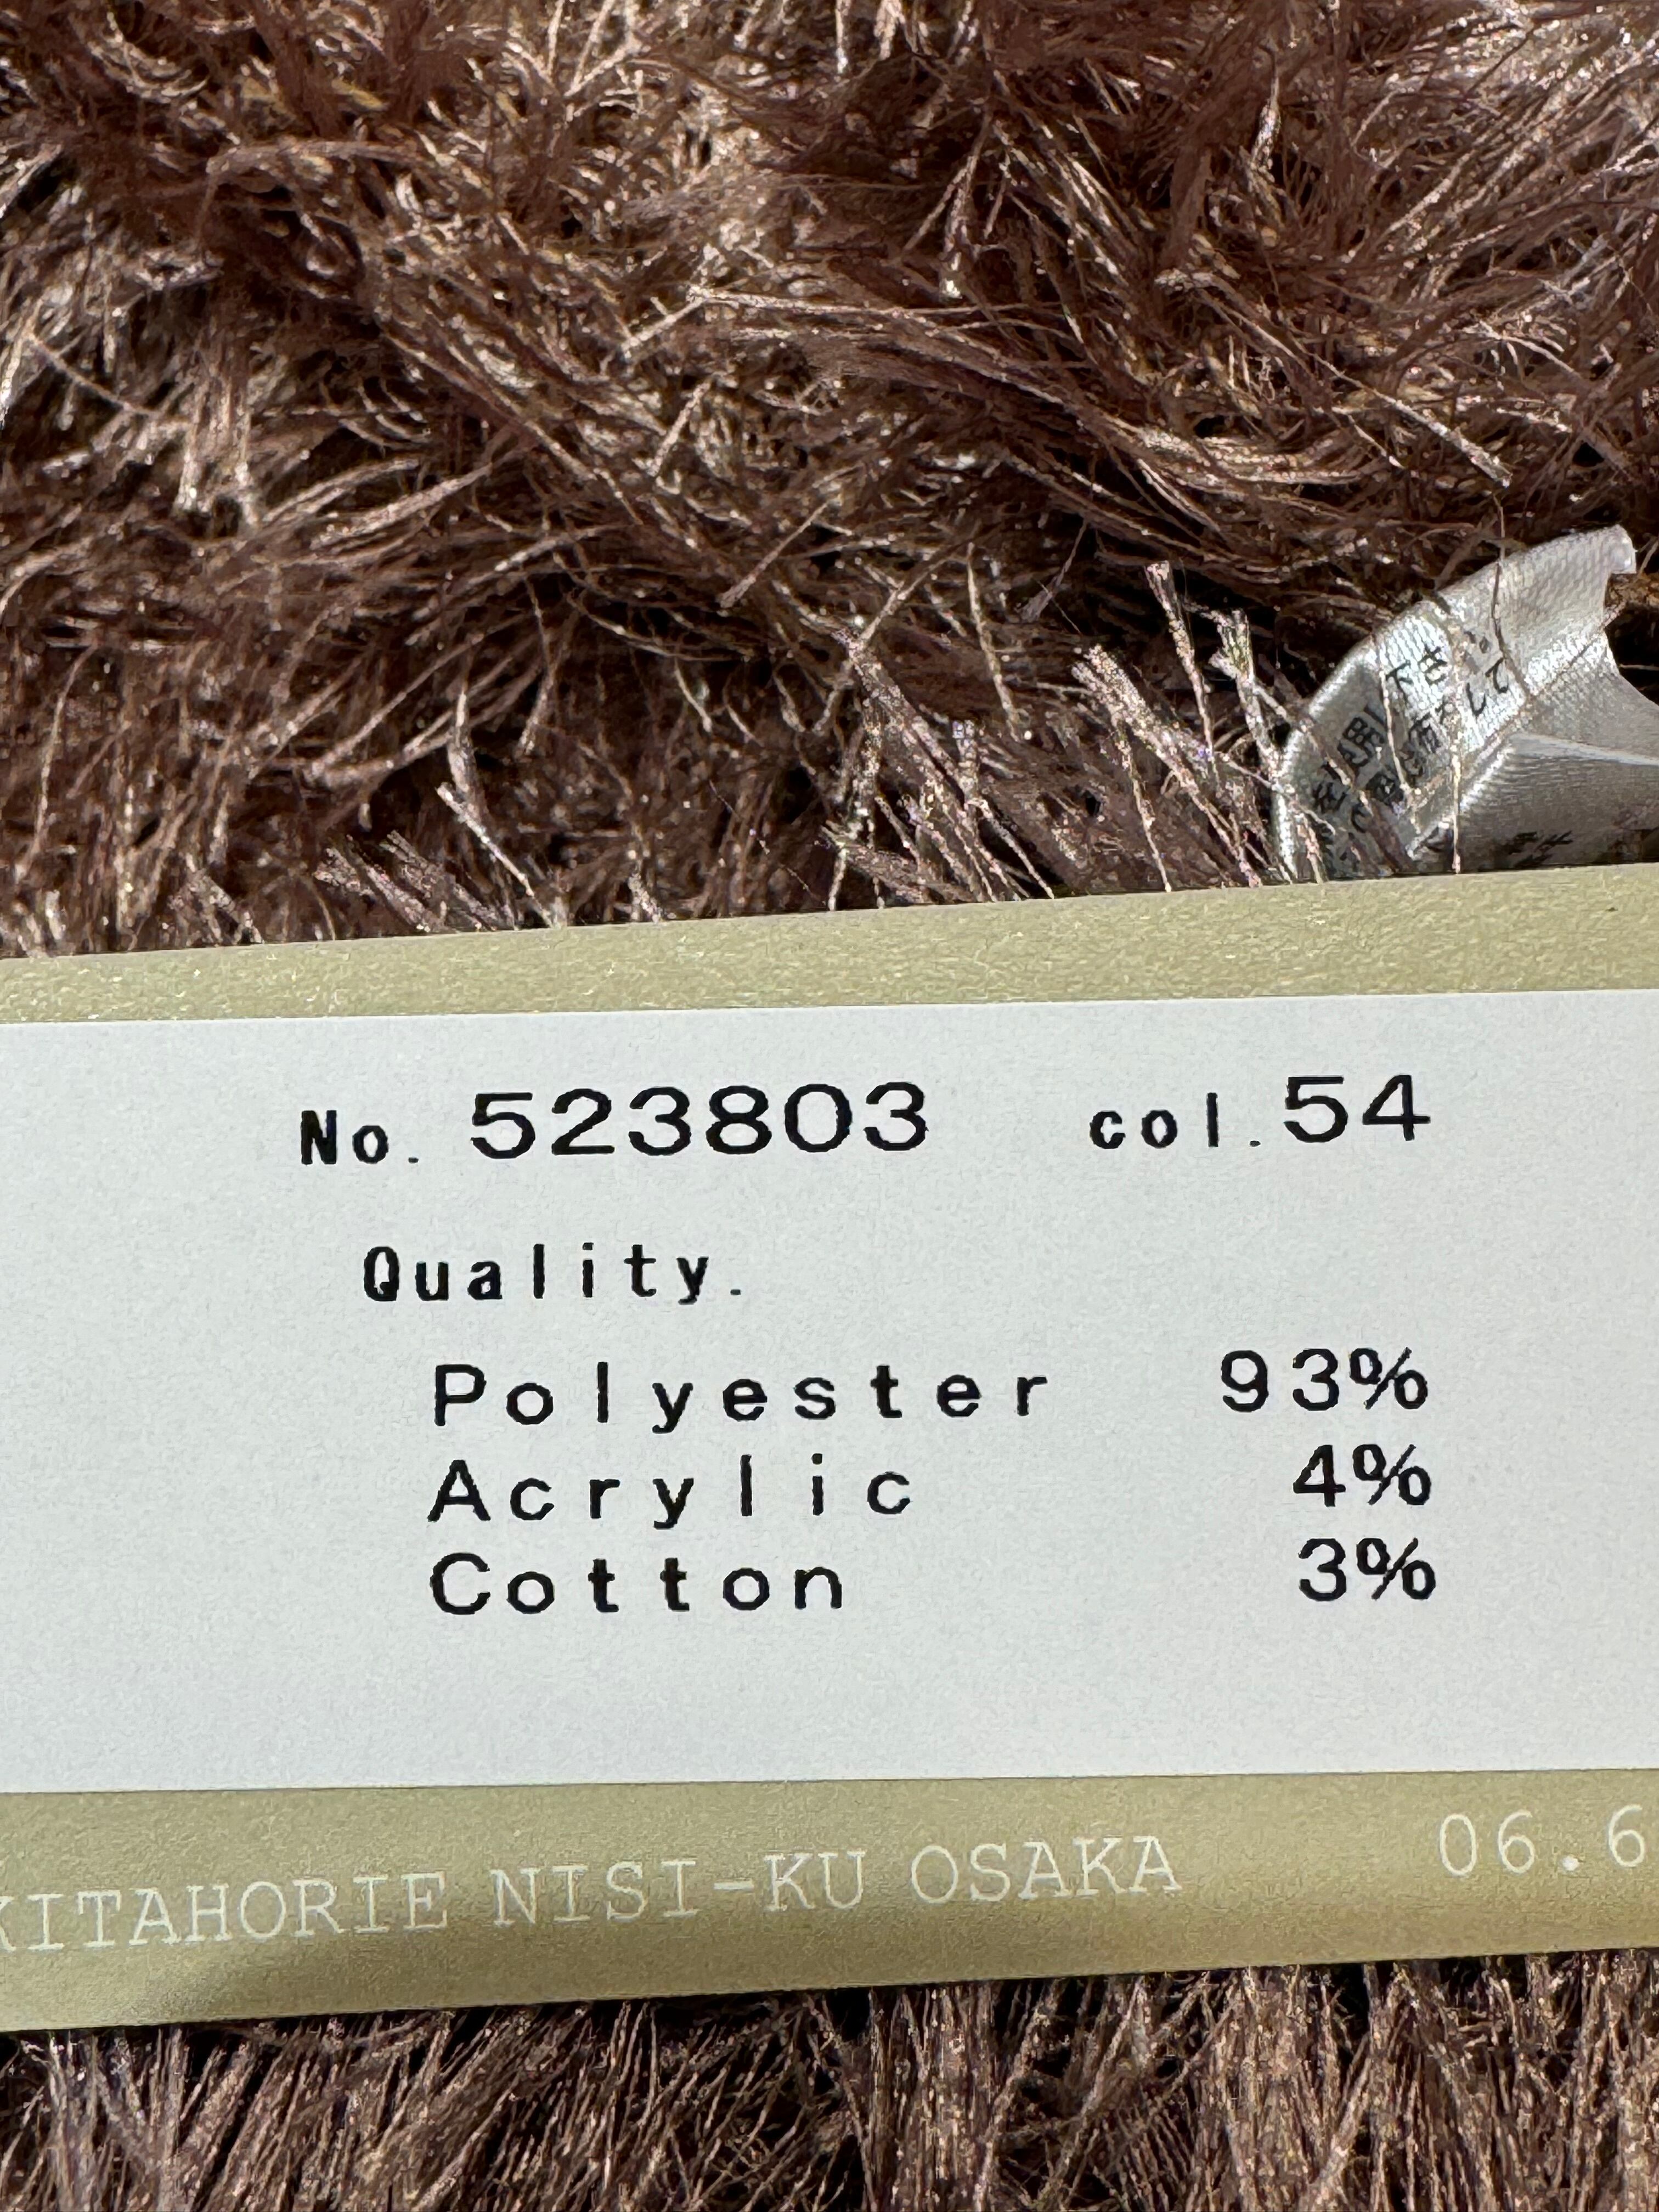 No. 523803 col. 54
Quality.
Polyester 93%
Acrylic 4%
Cotton 3%
KITAHORIE NISI-KU OSAKA 06.6